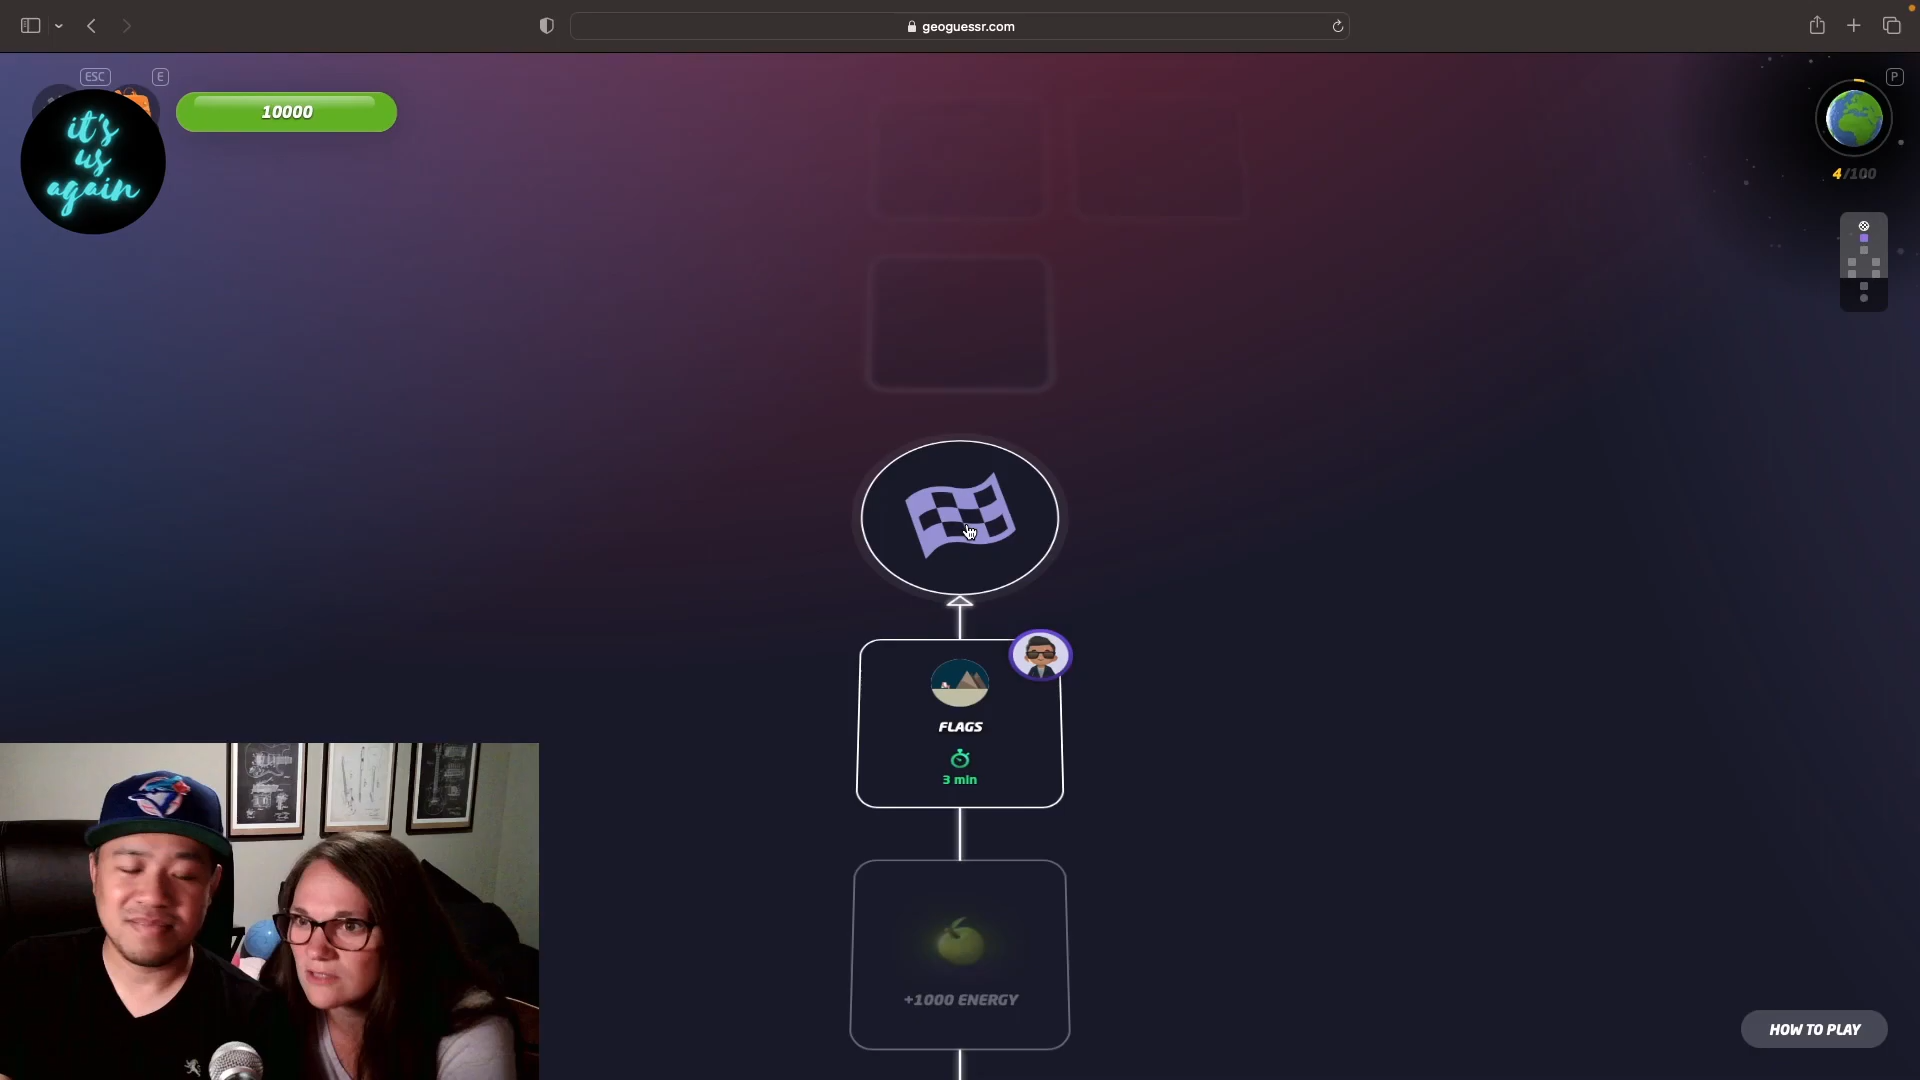 geoguessr.com
ESC
E
P
10000
it's
us
again
4/100
FLAGS
3 min
+1000 ENERGY
HOW TO PLAY